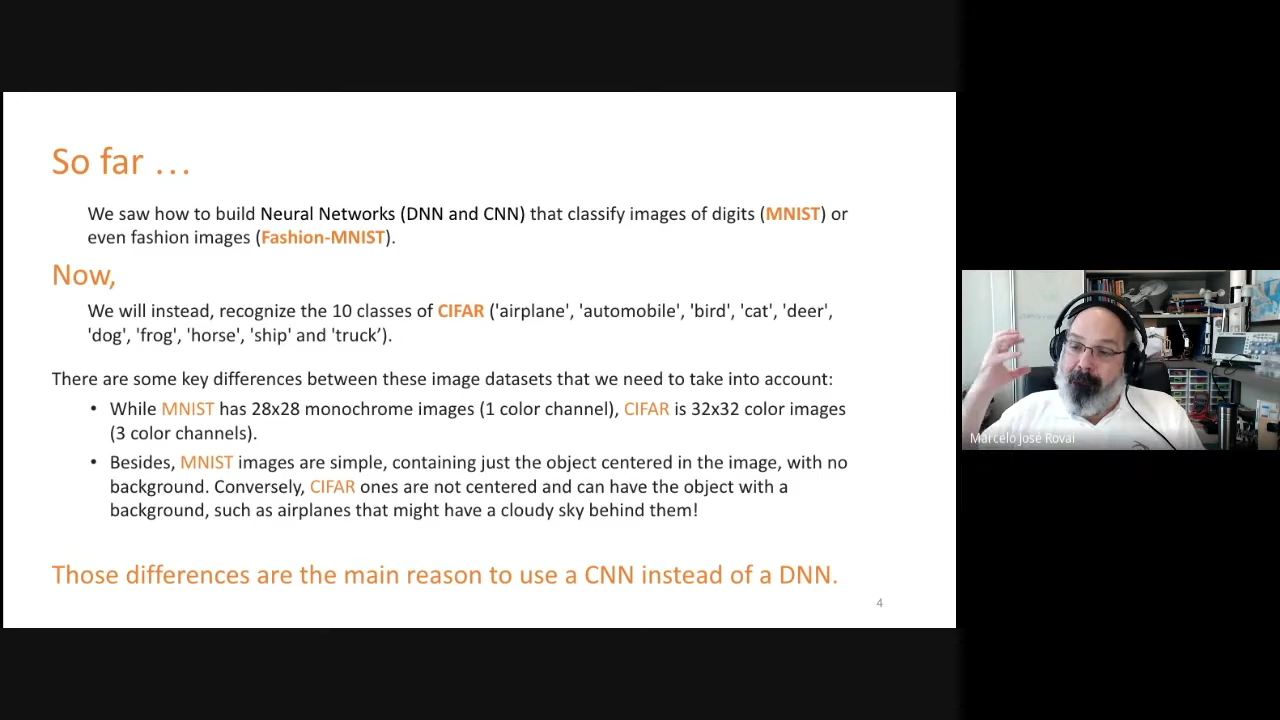 So far …
We saw how to build Neural Networks (DNN and CNN) that classify images of digits (MNIST) or
even fashion images (Fashion-MNIST).
Now,
We will instead, recognize the 10 classes of CIFAR ('airplane', 'automobile', 'bird', 'cat', 'deer',
'dog', 'frog', 'horse', 'ship' and 'truck’).
There are some key differences between these image datasets that we need to take into account:
• While MNIST has 28x28 monochrome images (1 color channel), CIFAR is 32x32 color images
(3 color channels).
• Besides, MNIST images are simple, containing just the object centered in the image, with no
background. Conversely, CIFAR ones are not centered and can have the object with a
background, such as airplanes that might have a cloudy sky behind them!
Those differences are the main reason to use a CNN instead of a DNN.
4
Marcelo José Rovai